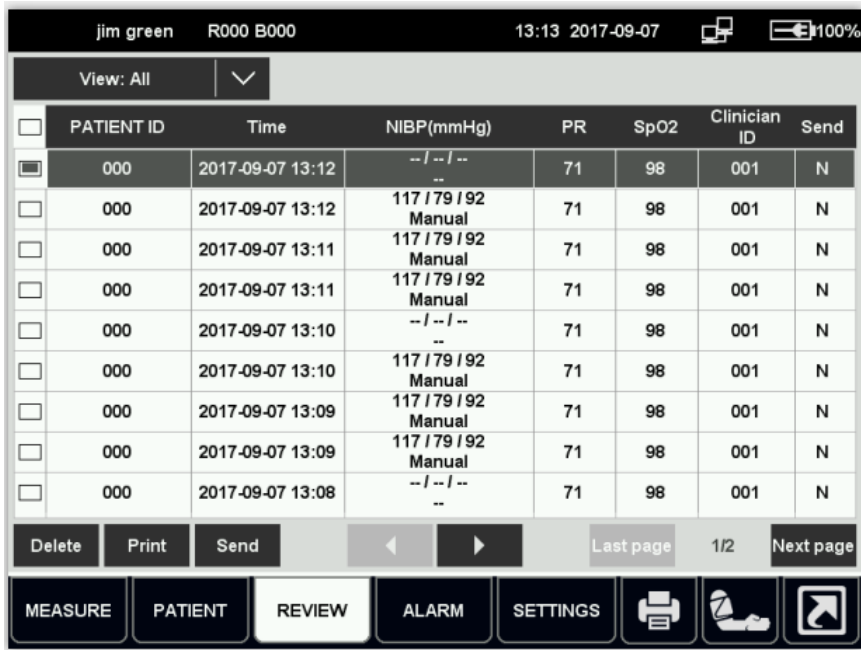 jim green R000 B000 13:13 2017-09-07 100%
View: All
PATIENT ID Time NIBP(mmHg) PR SpO2 Clinician ID Send
000 2017-09-07 13:12 -- / -- / -- -- 71 98 001 N
000 2017-09-07 13:12 117 / 79 / 92 Manual 71 98 001 N
000 2017-09-07 13:11 117 / 79 / 92 Manual 71 98 001 N
000 2017-09-07 13:11 117 / 79 / 92 Manual 71 98 001 N
000 2017-09-07 13:10 -- / -- / -- -- 71 98 001 N
000 2017-09-07 13:10 117 / 79 / 92 Manual 71 98 001 N
000 2017-09-07 13:09 117 / 79 / 92 Manual 71 98 001 N
000 2017-09-07 13:09 117 / 79 / 92 Manual 71 98 001 N
000 2017-09-07 13:08 -- / -- / -- -- 71 98 001 N
Delete Print Send Last page 1/2 Next page
MEASURE PATIENT REVIEW ALARM SETTINGS